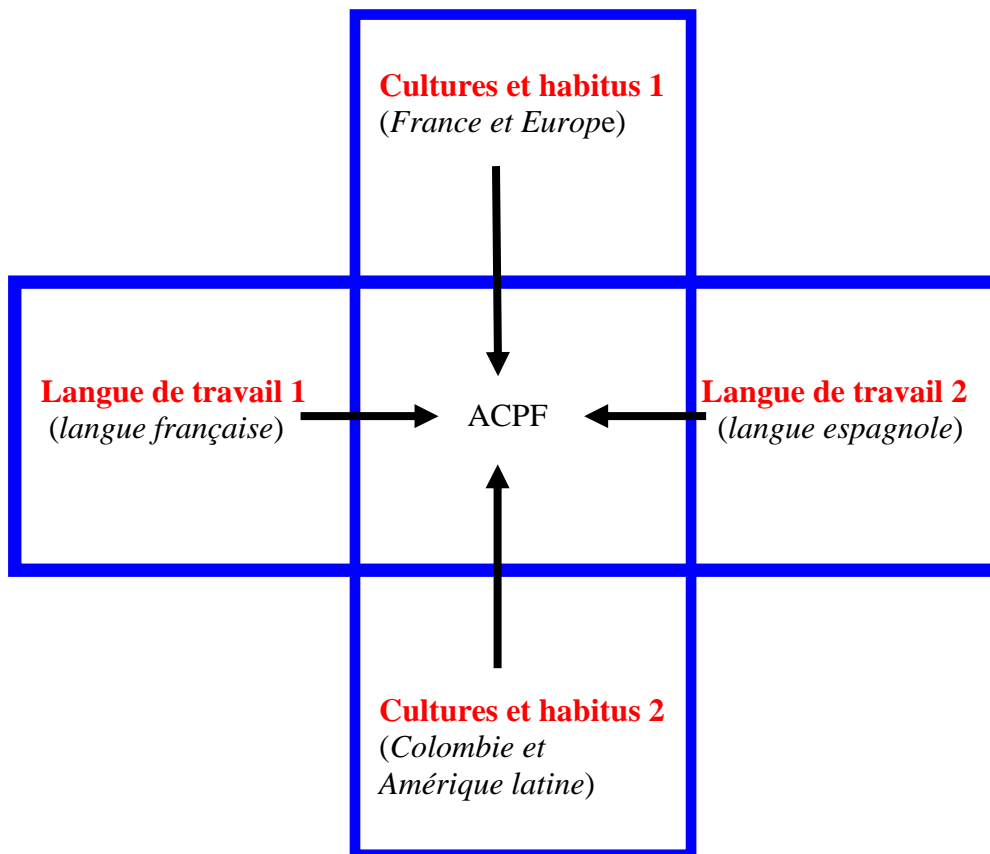 Cultures et habitus 1
(France et Europe)
Langue de travail 1
(langue française)
ACPF
Langue de travail 2
(langue espagnole)
Cultures et habitus 2
(Colombie et
Amérique latine)